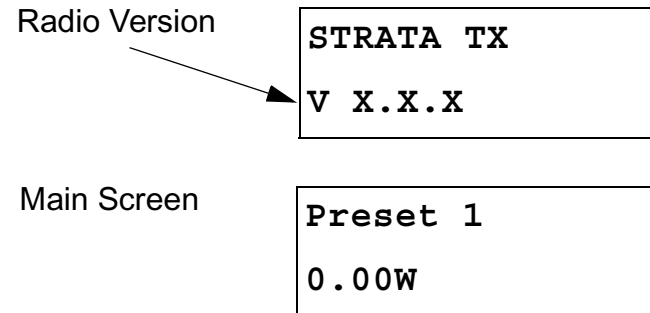 Radio Version
STRATA TX
V X.X.X
Main Screen
Preset 1
0.00W